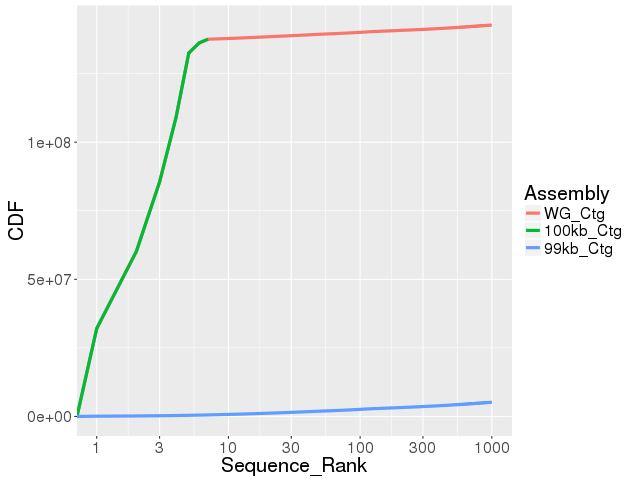 CDF
1e+08
5e+07
0e+00
1 3 10 30 100 300 1000
Sequence_Rank
Assembly
WG_Ctg
100kb_Ctg
99kb_Ctg